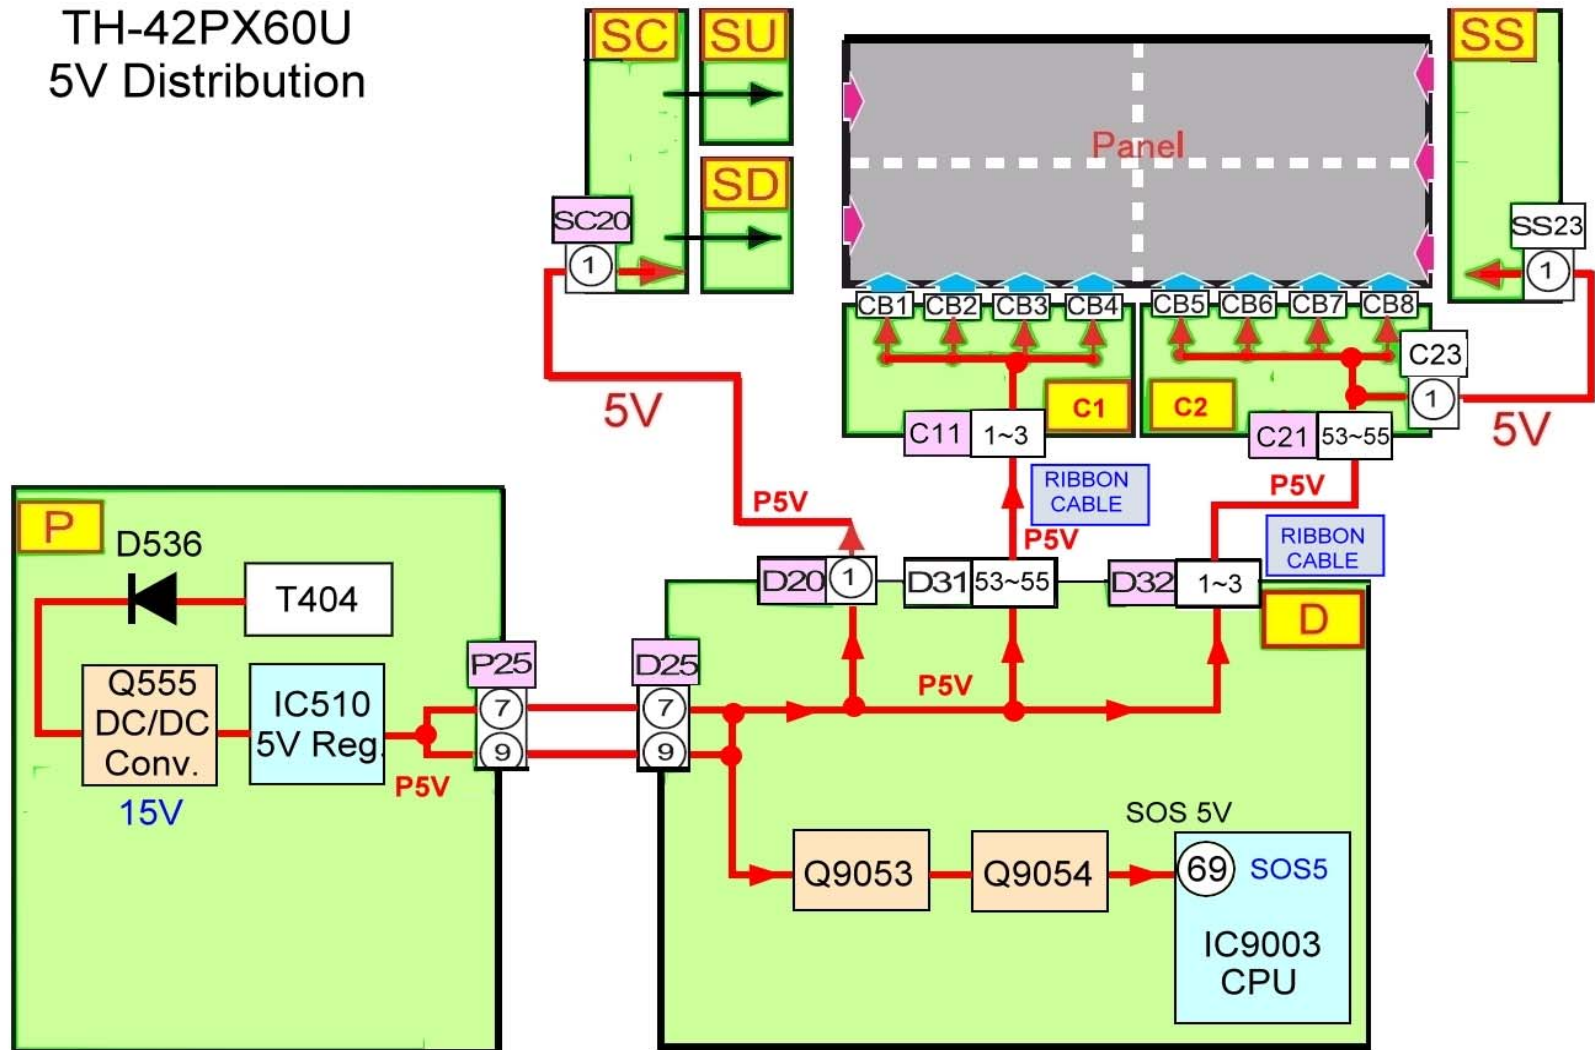 TH-42PX60U
5V Distribution
SC
SU
SD
SC20
1
Panel
SS
SS23
1
CB1
CB2
CB3
CB4
CB5
CB6
CB7
CB8
C23
1
C1
C2
C11
1~3
C21
53~55
5V
5V
RIBBON
CABLE
P5V
P5V
P5V
RIBBON
CABLE
P
D536
T404
D20
1
D31
53~55
D32
1~3
D
Q555
DC/DC
Conv.
15V
IC510
5V Reg.
P5V
P25
7
9
D25
7
9
P5V
Q9053
Q9054
SOS 5V
69
SOS5
IC9003
CPU